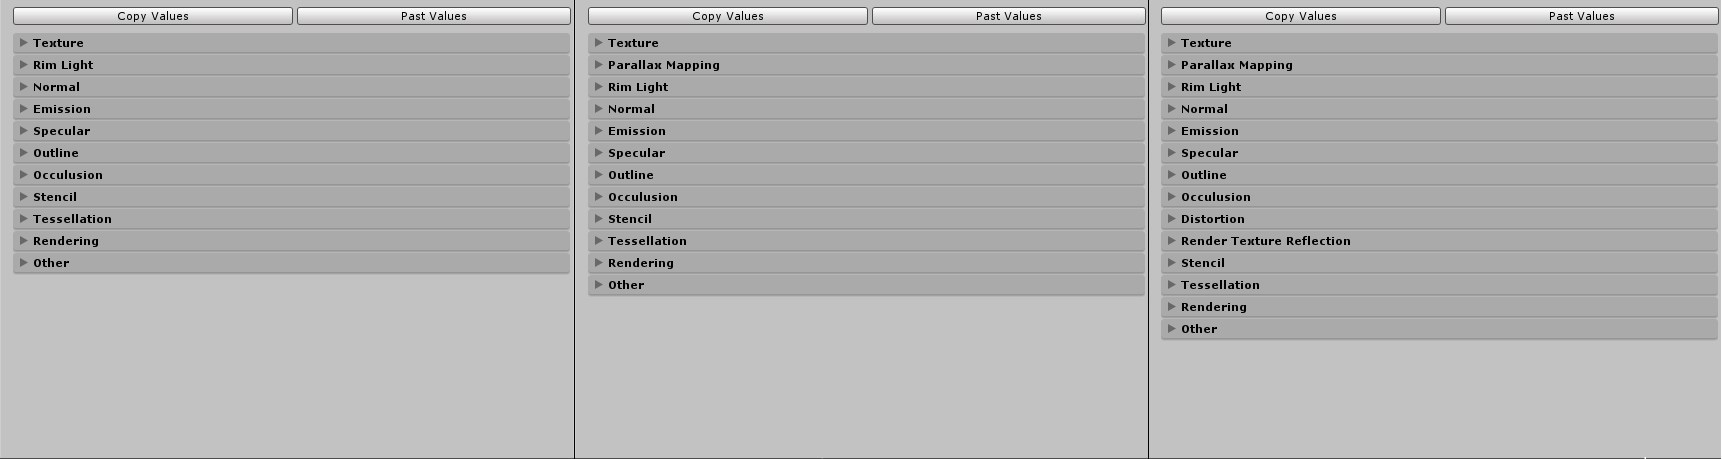 Copy Values Past Values
Texture
Rim Light
Normal
Emission
Specular
Outline
Occulusion
Stencil
Tessellation
Rendering
Other
Copy Values Past Values
Texture
Parallax Mapping
Rim Light
Normal
Emission
Specular
Outline
Occulusion
Stencil
Tessellation
Rendering
Other
Copy Values Past Values
Texture
Parallax Mapping
Rim Light
Normal
Emission
Specular
Outline
Occulusion
Distortion
Render Texture Reflection
Stencil
Tessellation
Rendering
Other